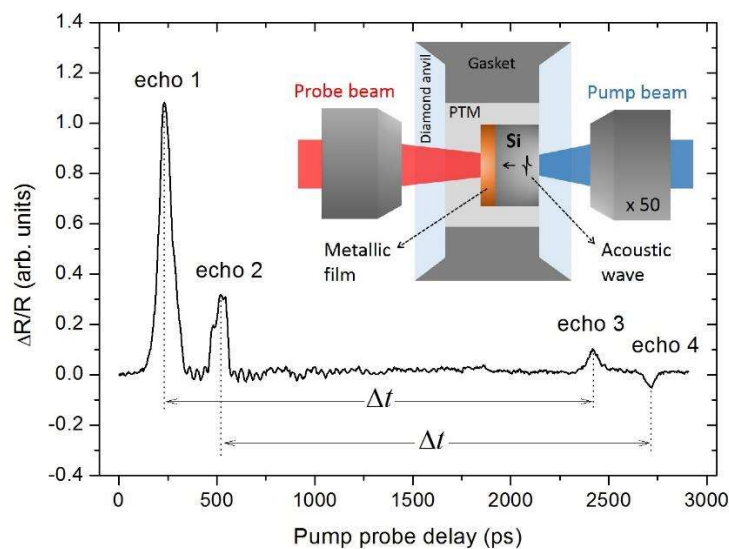 1.4
1.2
1.0
0.8
0.6
0.4
0.2
0.0
-0.2
-0.4
ΔR/R (arb. units)
echo 1
echo 2
echo 3
echo 4
Δt
Δt
0
500
1000
1500
2000
2500
3000
Pump probe delay (ps)
Gasket
Probe beam
Diamond anvil
PTM
Si
Pump beam
x 50
Metallic
film
Acoustic
wave